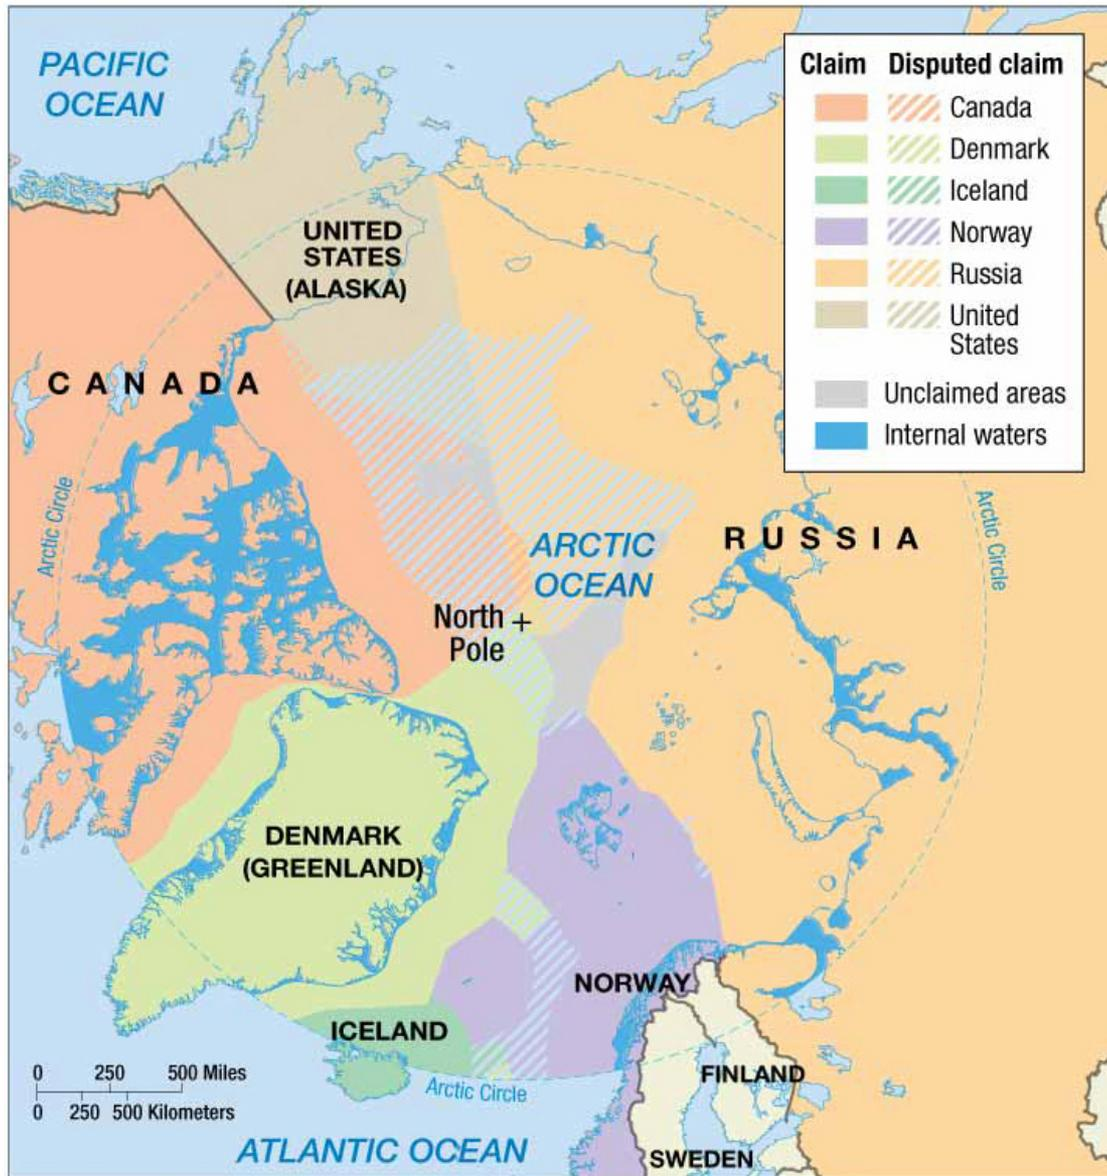 PACIFIC
OCEAN
Claim Disputed claim
Canada
Denmark
Iceland
Norway
Russia
United
States
Unclaimed areas
Internal waters
UNITED
STATES
(ALASKA)
CANADA
Arctic Circle
Arctic Circle
RUSSIA
ARCTIC
OCEAN
North
Pole
DENMARK
(GREENLAND)
NORWAY
ICELAND
Arctic Circle
FINLAND
SWEDEN
0 250 500 Miles
0 250 500 Kilometers
ATLANTIC OCEAN